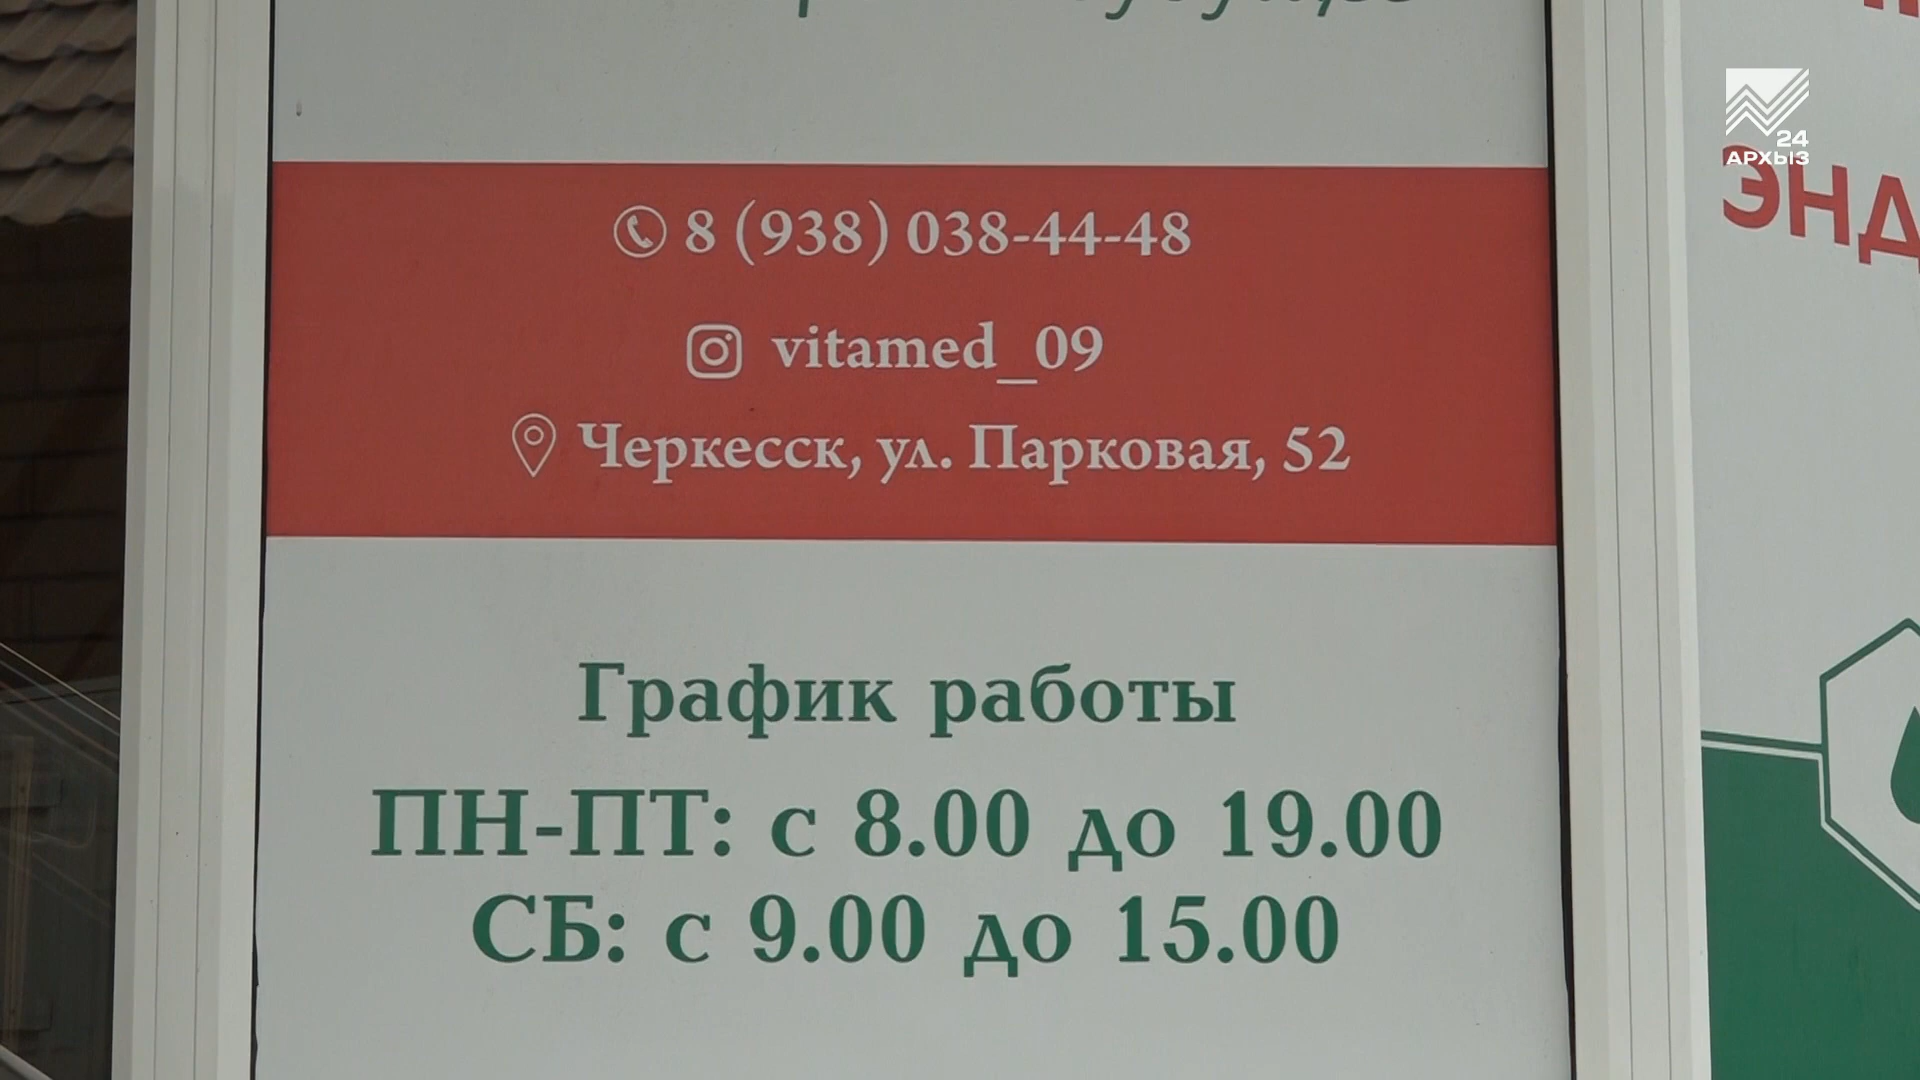 8 (938) 038-44-48
vitamed_09
Черкесск, ул. Парковая, 52
График работы
ПН-ПТ: с 8.00 до 19.00
СБ: с 9.00 до 15.00
24
АРХЫЗ
ЭНД